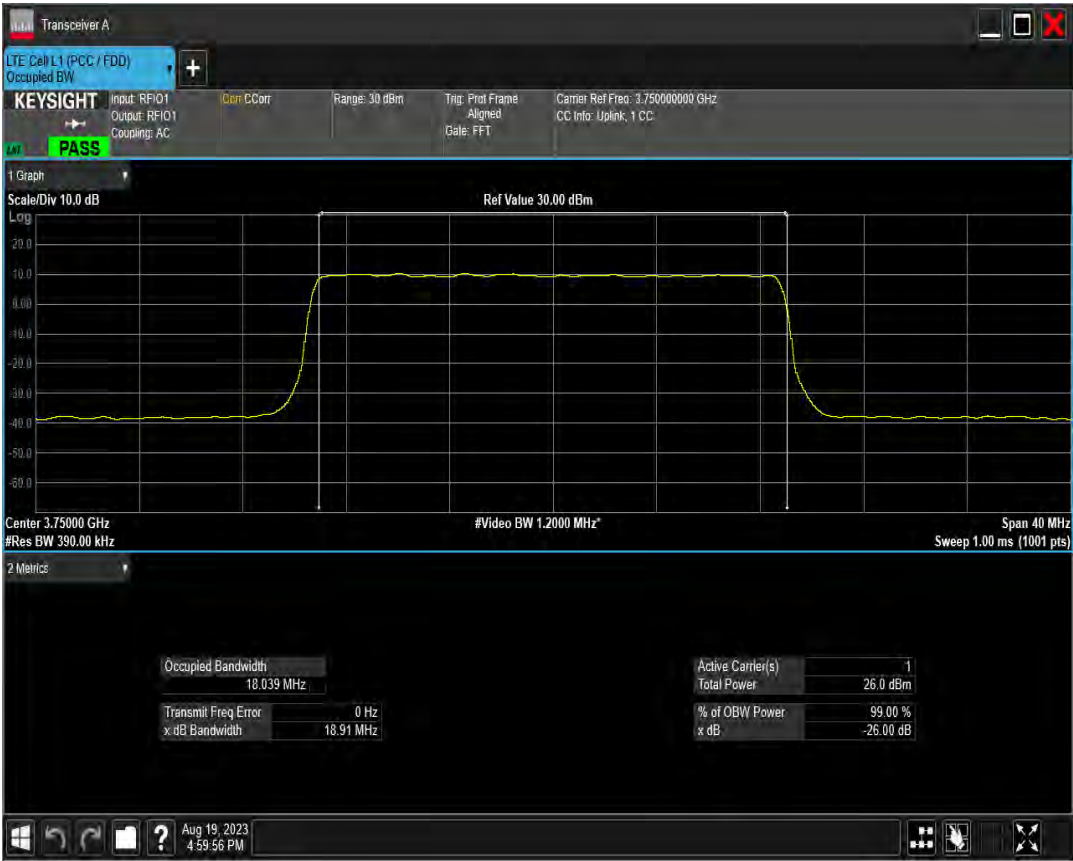 Transceiver A
LTE Cell L1 (PCC / FDD)
Occupied BW
+
KEYSIGHT
Input: RFIO1
Output: RFIO1
Coupling: AC
Corr CCorr
Range: 30 dBm
Trig: Prot Frame
Aligned
Gate: FFT
Carrier Ref Freq: 3.750000000 GHz
CC Info: Uplink, 1 CC
PASS
1 Graph
Scale/Div 10.0 dB
Ref Value 30.00 dBm
Log
20.0
10.0
0.00
-10.0
-20.0
-30.0
-40.0
-50.0
-60.0
Center 3.75000 GHz
#Video BW 1.2000 MHz*
Span 40 MHz
#Res BW 390.00 kHz
Sweep 1.00 ms (1001 pts)
2 Metrics
Occupied Bandwidth
18.039 MHz
Transmit Freq Error 0 Hz
x dB Bandwidth 18.91 MHz
Active Carrier(s) 1
Total Power 26.0 dBm
% of OBW Power 99.00 %
x dB -26.00 dB
?
Aug 19, 2023
4:59:56 PM